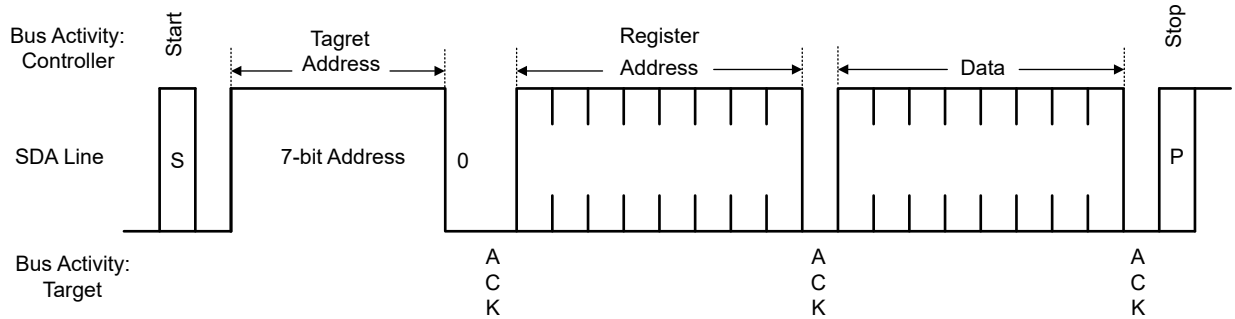 Bus Activity:
Controller
Start
Tagret
Address
Register
Address
Data
Stop
SDA Line
S
7-bit Address
0
P
Bus Activity:
Target
A
C
K
A
C
K
A
C
K